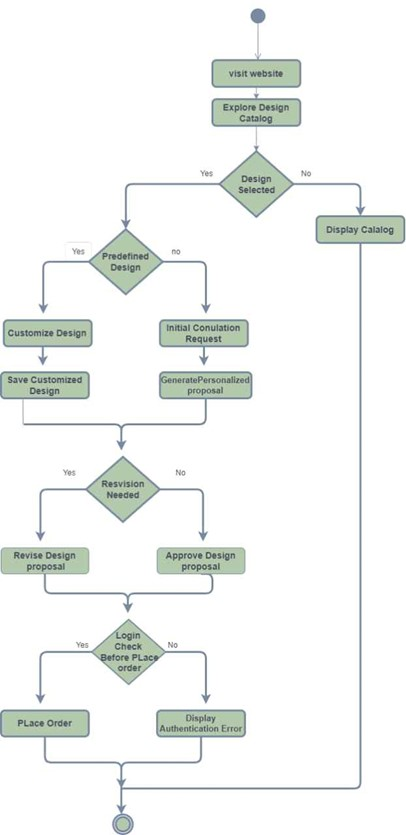 visit website
Explore Design
Catalog
Yes
Design
Selected
No
Display Calalog
Yes
Predefined
Design
no
Customize Design
Initial Conulation
Request
Save Customized
Design
GeneratePersonalized
proposal
Yes
Resvision
Needed
No
Revise Design
proposal
Approve Design
proposal
Yes
Login
Check
Before PLace
order
No
PLace Order
Display
Authentication Error